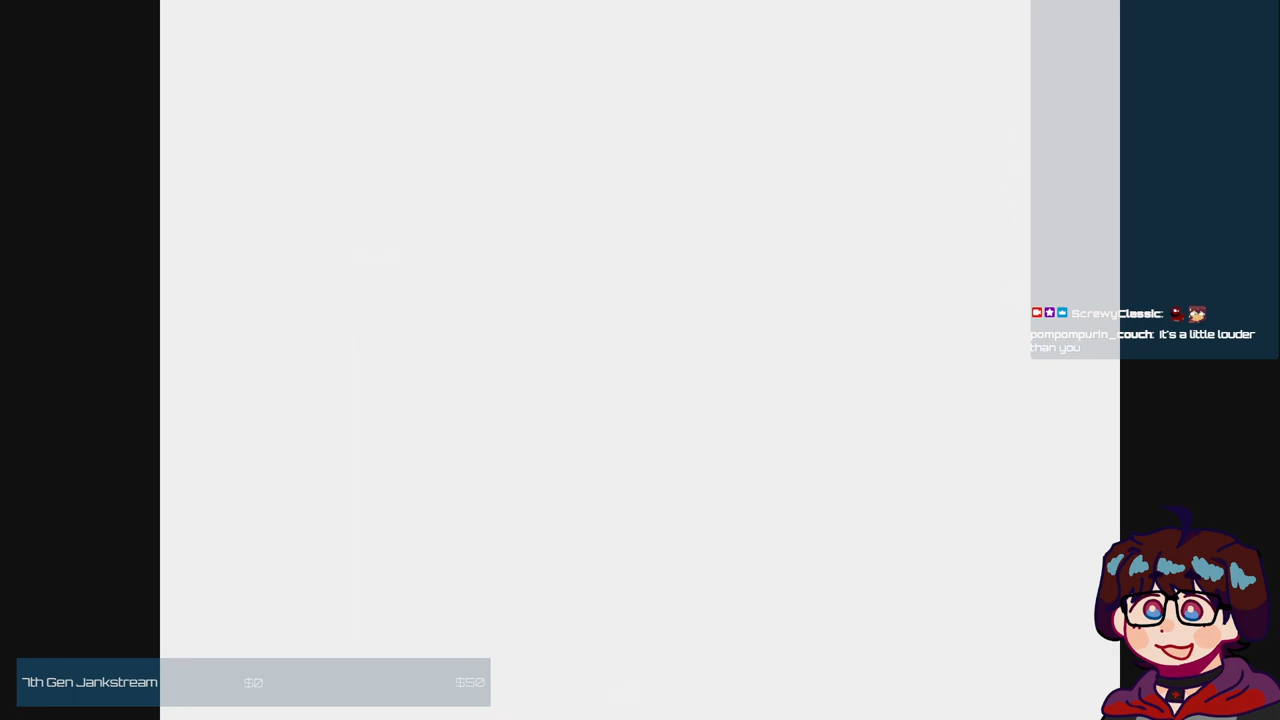 ScrewyClassic:
pompompurin_couch: It's a little louder
than you
7th Gen Jankstream $0 $50